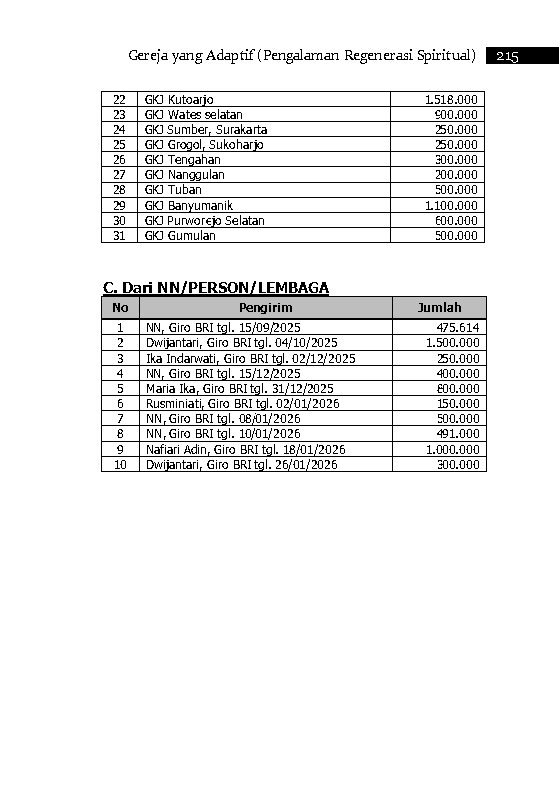 Gereja yang Adaptif (Pengalaman Regenerasi Spiritual) 215
22 GKJ Kutoarjo 1.518.000
23 GKJ Wates selatan 900.000
24 GKJ Sumber, Surakarta 250.000
25 GKJ Grogol, Sukoharjo 250.000
26 GKJ Tengahan 300.000
27 GKJ Nanggulan 200.000
28 GKJ Tuban 500.000
29 GKJ Banyumanik 1.100.000
30 GKJ Purworejo Selatan 600.000
31 GKJ Gumulan 500.000
C. Dari NN/PERSON/LEMBAGA
No Pengirim Jumlah
1 NN, Giro BRI tgl. 15/09/2025 475.614
2 Dwijantari, Giro BRI tgl. 04/10/2025 1.500.000
3 Ika Indarwati, Giro BRI tgl. 02/12/2025 250.000
4 NN, Giro BRI tgl. 15/12/2025 400.000
5 Maria Ika, Giro BRI tgl. 31/12/2025 800.000
6 Rusminiati, Giro BRI tgl. 02/01/2026 150.000
7 NN, Giro BRI tgl. 08/01/2026 500.000
8 NN, Giro BRI tgl. 10/01/2026 491.000
9 Nafiari Adin, Giro BRI tgl. 18/01/2026 1.000.000
10 Dwijantari, Giro BRI tgl. 26/01/2026 300.000